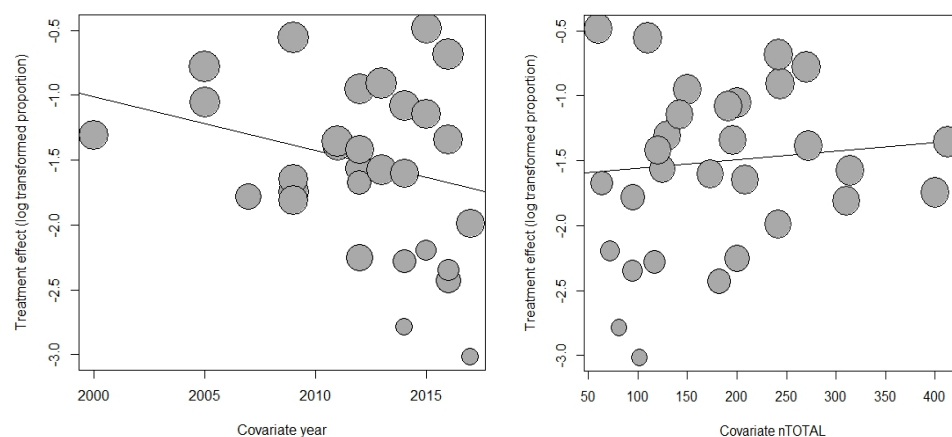 Treatment effect (log transformed proportion)
-0.5
-1.0
-1.5
-2.0
-2.5
-3.0
2000 2005 2010 2015
Covariate year
Treatment effect (log transformed proportion)
-0.5
-1.0
-1.5
-2.0
-2.5
-3.0
50 100 150 200 250 300 350 400
Covariate nTOTAL